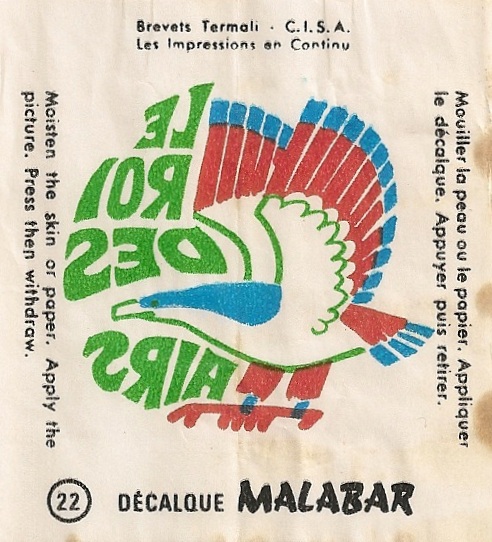 Brevets Termali · C.I.S.A.
Les Impressions en Continu
Moisten the skin or paper. Apply the
picture. Press then withdraw.
LE
ROI
DES
AIRS
Mouiller la peau ou le papier. Appliquer
le décalque. Appuyer puis retirer.
22 DÉCALQUE MALABAR